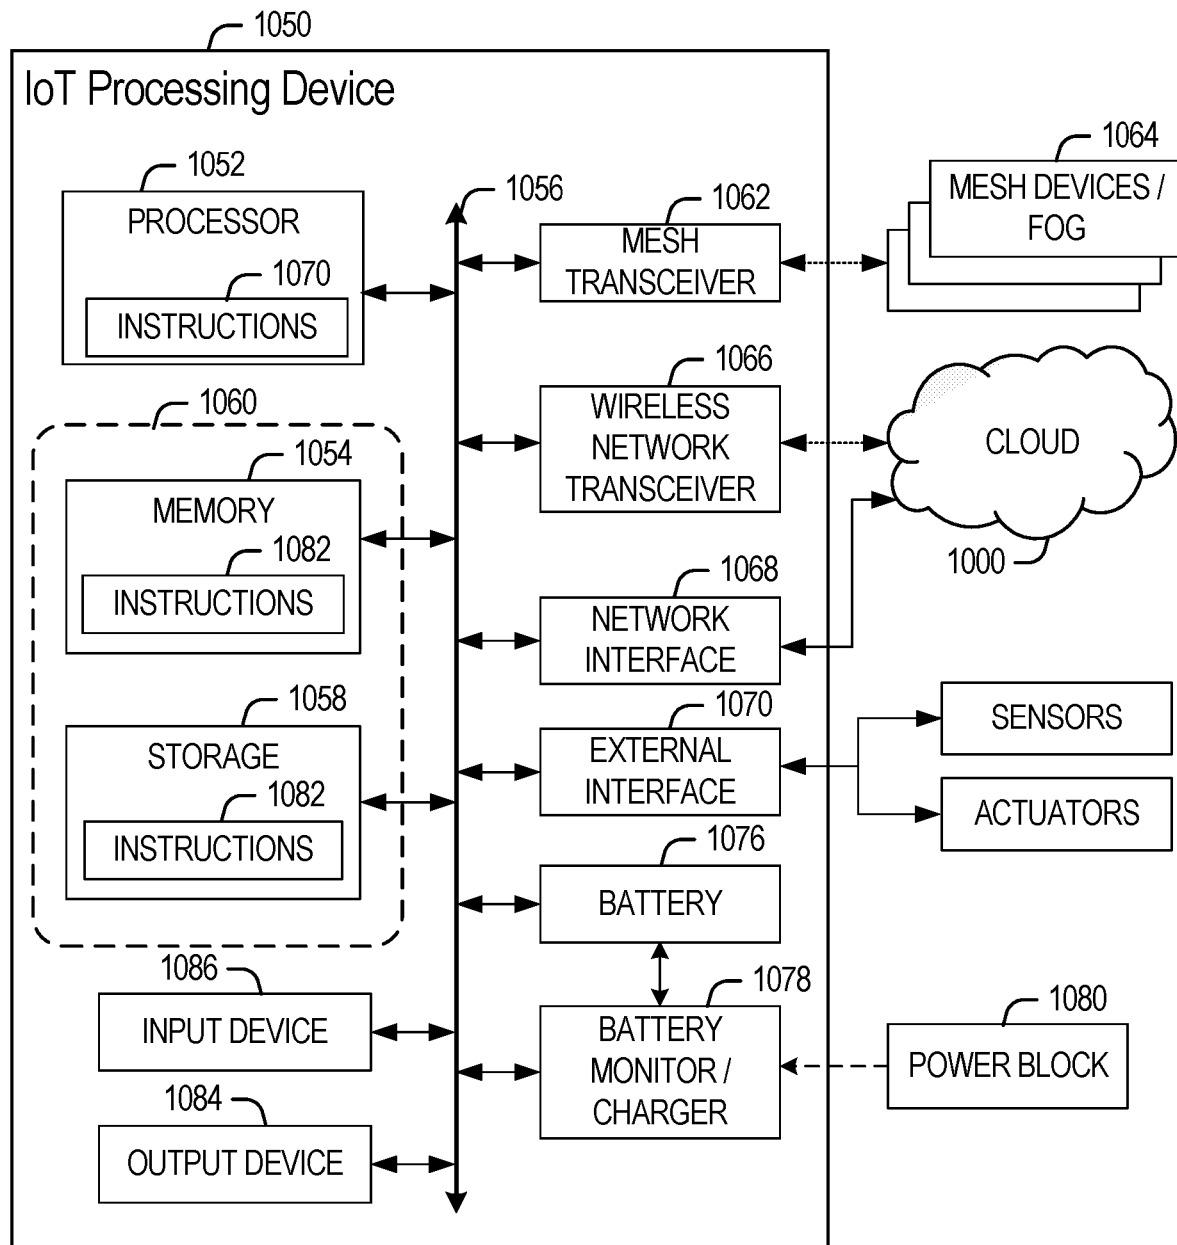 1050
IoT Processing Device
1052
PROCESSOR
1070
INSTRUCTIONS
1060
1054
MEMORY
1082
INSTRUCTIONS
1058
STORAGE
1082
INSTRUCTIONS
1086
INPUT DEVICE
1084
OUTPUT DEVICE
1056
1062
MESH
TRANSCEIVER
1066
WIRELESS
NETWORK
TRANSCEIVER
1068
NETWORK
INTERFACE
1070
EXTERNAL
INTERFACE
1076
BATTERY
1078
BATTERY
MONITOR /
CHARGER
1064
MESH DEVICES /
FOG
CLOUD
1000
SENSORS
ACTUATORS
1080
POWER BLOCK